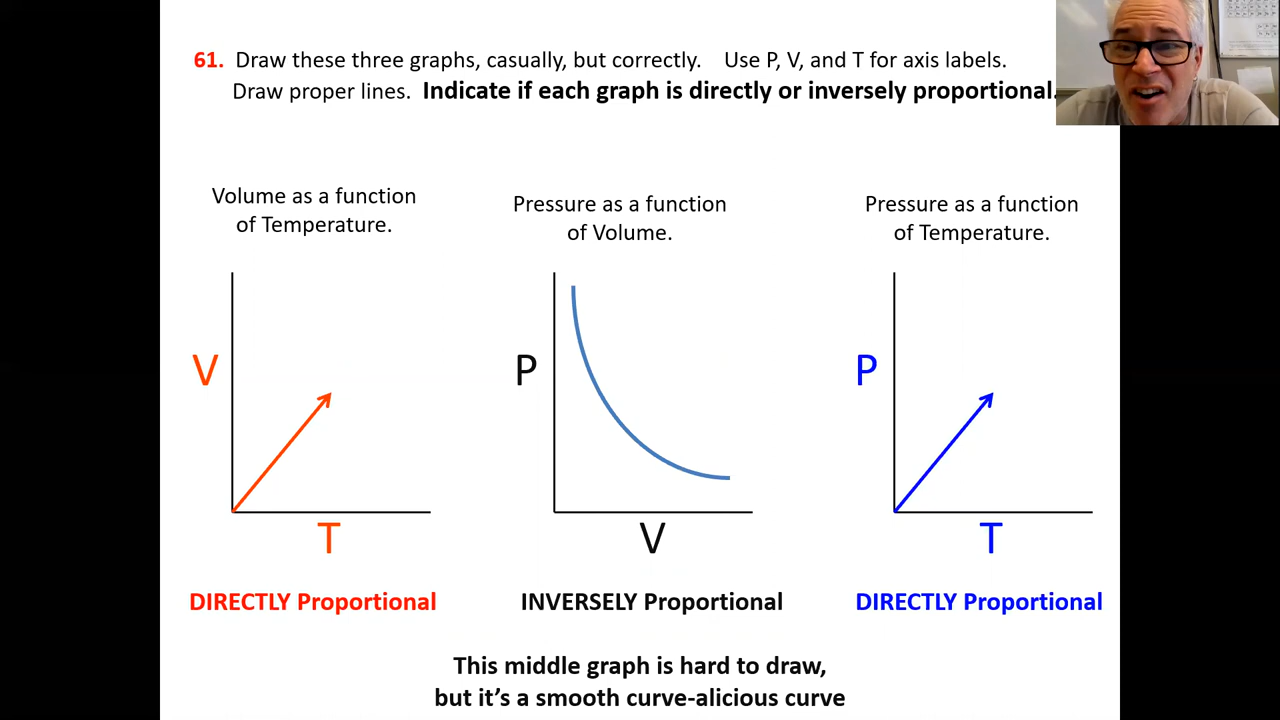 61. Draw these three graphs, casually, but correctly. Use P, V, and T for axis labels.
Draw proper lines. Indicate if each graph is directly or inversely proportional.
Volume as a function
of Temperature.
V
T
DIRECTLY Proportional
Pressure as a function
of Volume.
P
V
INVERSELY Proportional
Pressure as a function
of Temperature.
P
T
DIRECTLY Proportional
This middle graph is hard to draw,
but it’s a smooth curve-alicious curve